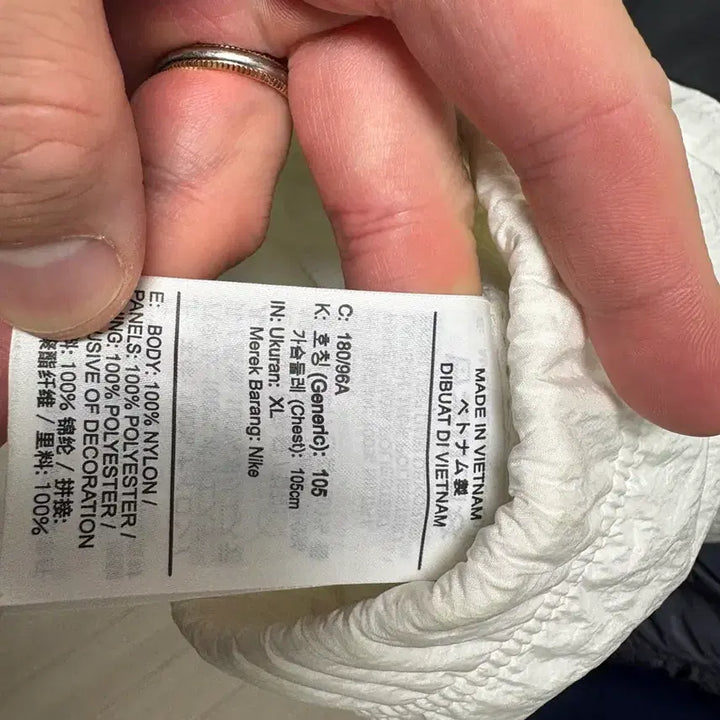 MADE IN VIETNAM
ベトナム製
DIBUAT DI VIETNAM
C: 180/96A
K: 호칭 (Generic): 105
가슴둘레 (Chest): 105cm
IN: Ukuran: XL
Merek Barang: Nike
E: BODY: 100% NYLON /
PANELS: 100% POLYESTER /
100% POLYESTER /
OF DECORATION
100% 锦纶 / 拼接:
聚酯纤维 / 里料: 100%